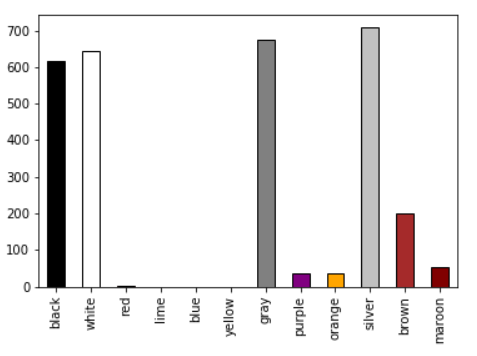 700
600
500
400
300
200
100
0
black
white
red
lime
blue
yellow
gray
purple
orange
silver
brown
maroon